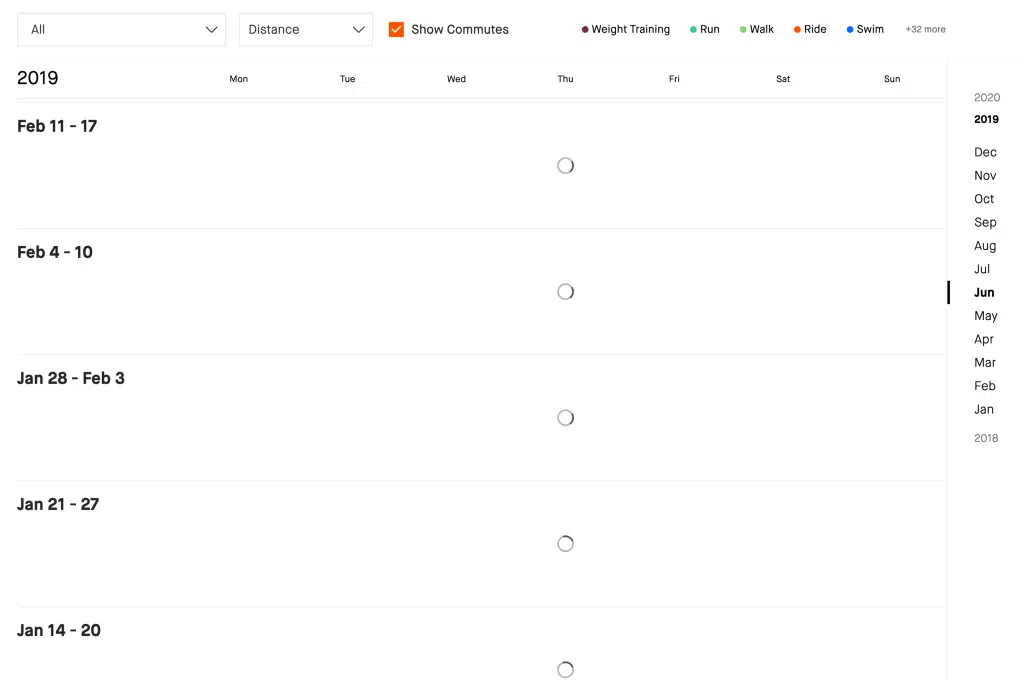 All
Distance
Show Commutes
Weight Training
Run
Walk
Ride
Swim
+32 more
2019
Mon
Tue
Wed
Thu
Fri
Sat
Sun
Feb 11 - 17
Feb 4 - 10
Jan 28 - Feb 3
Jan 21 - 27
Jan 14 - 20
2020
2019
Dec
Nov
Oct
Sep
Aug
Jul
Jun
May
Apr
Mar
Feb
Jan
2018